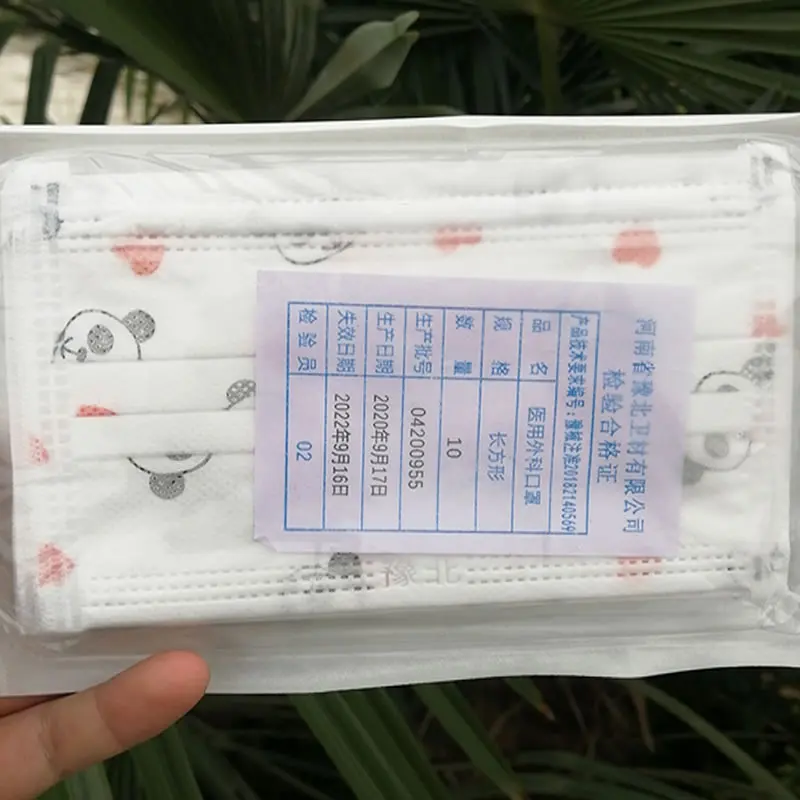 河南省豫北卫材有限公司
检验合格证
产品技术要求编号：豫械注准20182140569
品名 医用外科口罩
规格 长方形
数量 10
生产批号 04200955
生产日期 2020年9月17日
失效日期 2022年9月16日
检验员 02
北豫